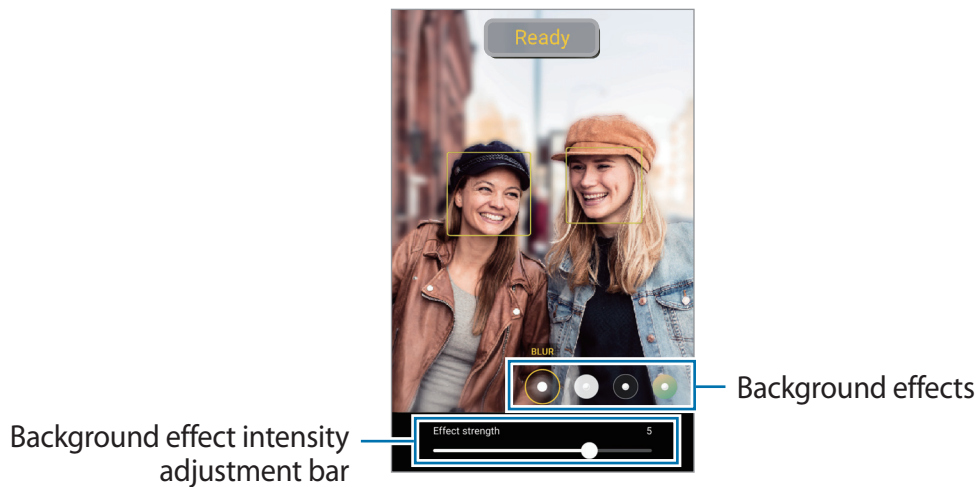 Ready
BLUR
Background effects
Effect strength 5
Background effect intensity
adjustment bar